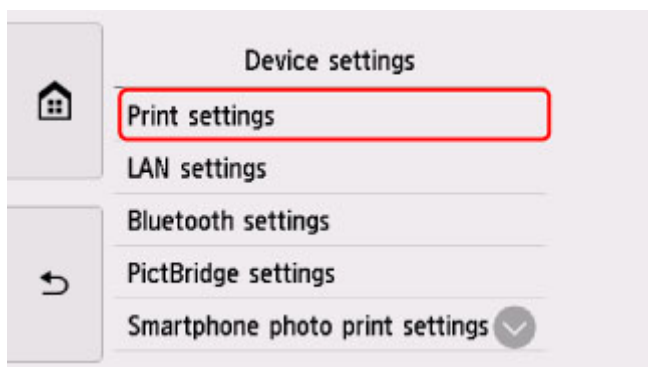 Device settings
Print settings
LAN settings
Bluetooth settings
PictBridge settings
Smartphone photo print settings